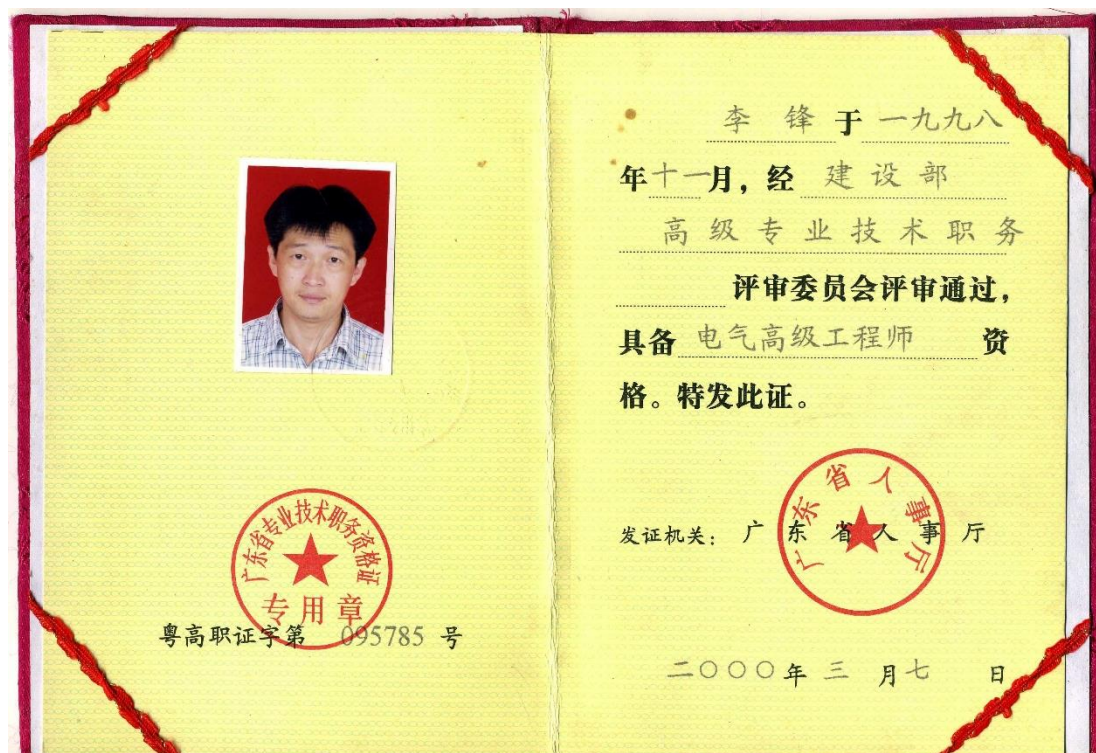 广东省专业技术职务资格证
专用章
粤高职证字第 095785 号
李锋于一九九八
年十一月，经 建设部
高级专业技术职务
评审委员会评审通过，
具备 电气高级工程师 资
格。特发此证。
广东省人事厅
发证机关：广东省人事厅
二〇〇〇年三月七日